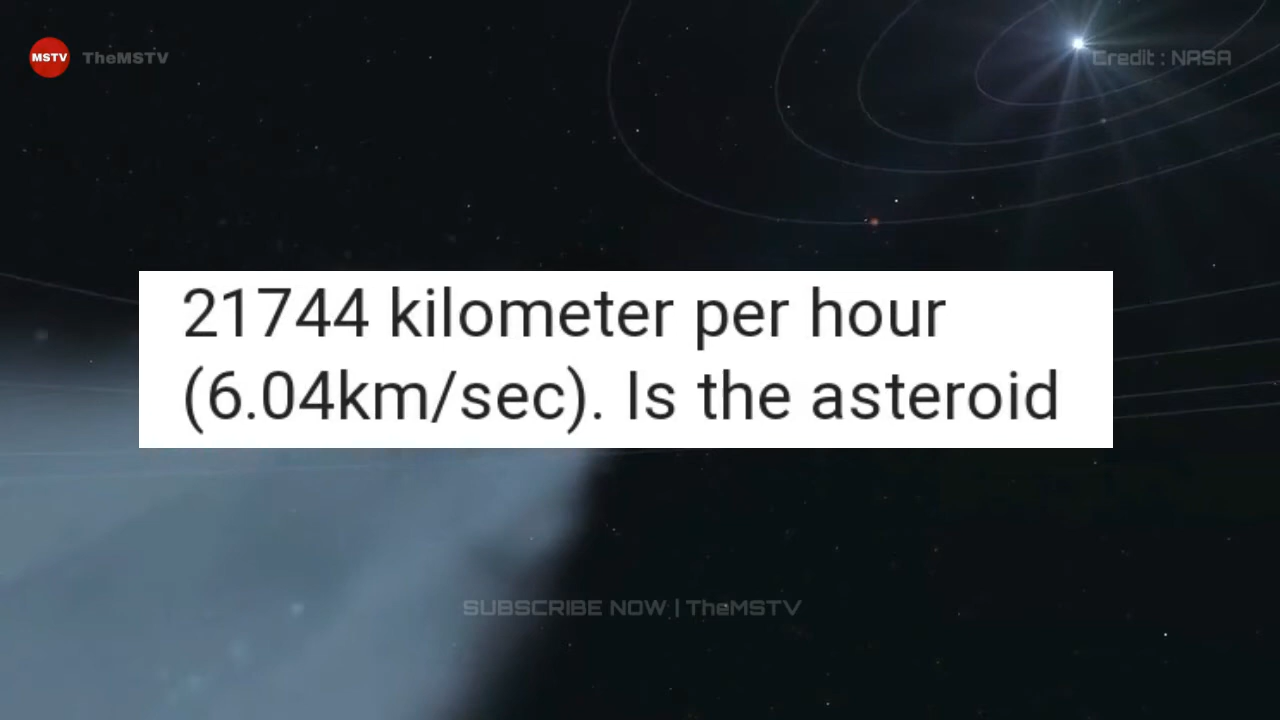 MSTV TheMSTV
Credit : NASA
21744 kilometer per hour
(6.04km/sec). Is the asteroid
SUBSCRIBE NOW | TheMSTV